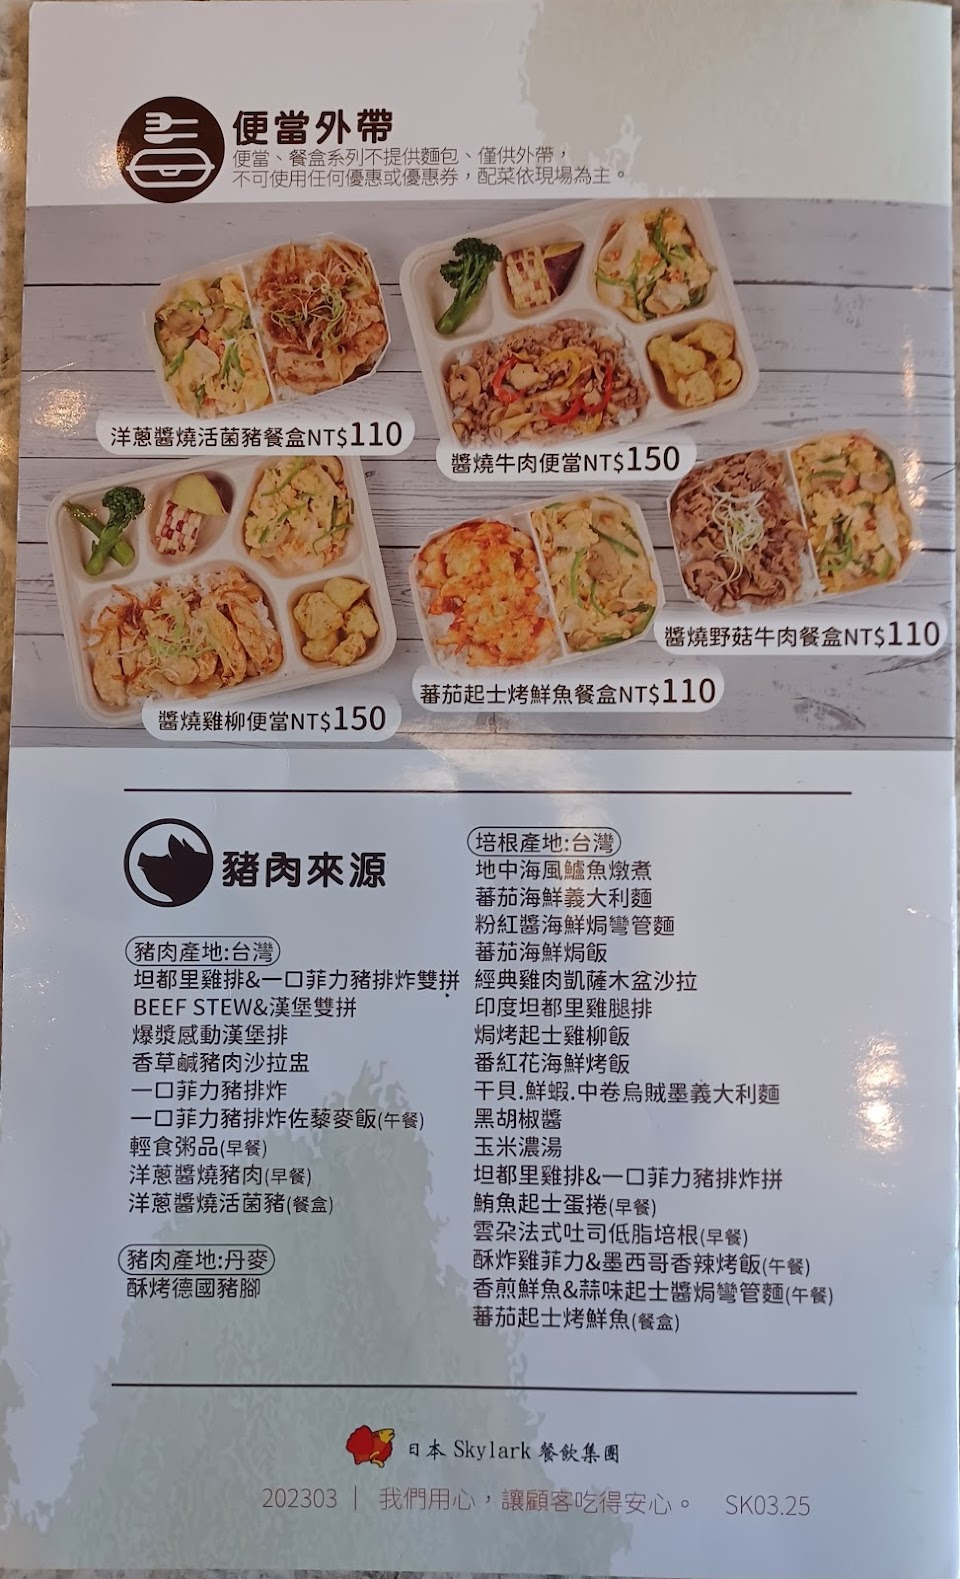 便當外帶
便當、餐盒系列不提供麵包、僅供外帶，
不可使用任何優惠或優惠券，配菜依現場為主。
洋蔥醬燒活菌豬餐盒NT$110
醬燒牛肉便當NT$150
醬燒野菇牛肉餐盒NT$110
蕃茄起士烤鮮魚餐盒NT$110
醬燒雞柳便當NT$150
豬肉來源
豬肉產地:台灣
坦都里雞排&一口菲力豬排炸雙拼
BEEF STEW&漢堡雙拼
爆漿感動漢堡排
香草鹹豬肉沙拉盅
一口菲力豬排炸
一口菲力豬排炸佐藜麥飯(午餐)
輕食粥品(早餐)
洋蔥醬燒豬肉(早餐)
洋蔥醬燒活菌豬(餐盒)
豬肉產地:丹麥
酥烤德國豬腳
培根產地:台灣
地中海風鱸魚燉煮
蕃茄海鮮義大利麵
粉紅醬海鮮焗彎管麵
蕃茄海鮮焗飯
經典雞肉凱薩木盆沙拉
印度坦都里雞腿排
焗烤起士雞柳飯
番紅花海鮮烤飯
干貝.鮮蝦.中卷烏賊墨義大利麵
黑胡椒醬
玉米濃湯
坦都里雞排&一口菲力豬排炸拼
鮪魚起士蛋捲(早餐)
雲朵法式吐司低脂培根(早餐)
酥炸雞菲力&墨西哥香辣烤飯(午餐)
香煎鮮魚&蒜味起士醬焗彎管麵(午餐)
蕃茄起士烤鮮魚(餐盒)
日本 Skylark 餐飲集團
202303 | 我們用心，讓顧客吃得安心。 SK03.25